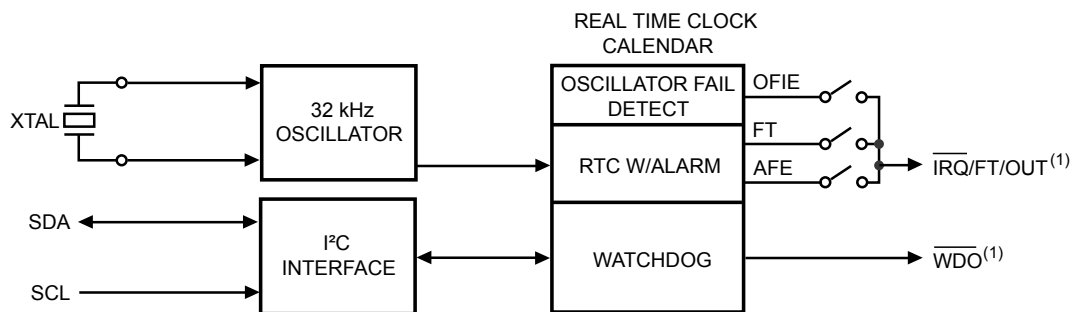 REAL TIME CLOCK
CALENDAR
XTAL
32 kHz
OSCILLATOR
OSCILLATOR FAIL
DETECT
OFIE
FT
RTC W/ALARM
AFE
IRQ/FT/OUT(1)
SDA
I²C
INTERFACE
WATCHDOG
WDO(1)
SCL